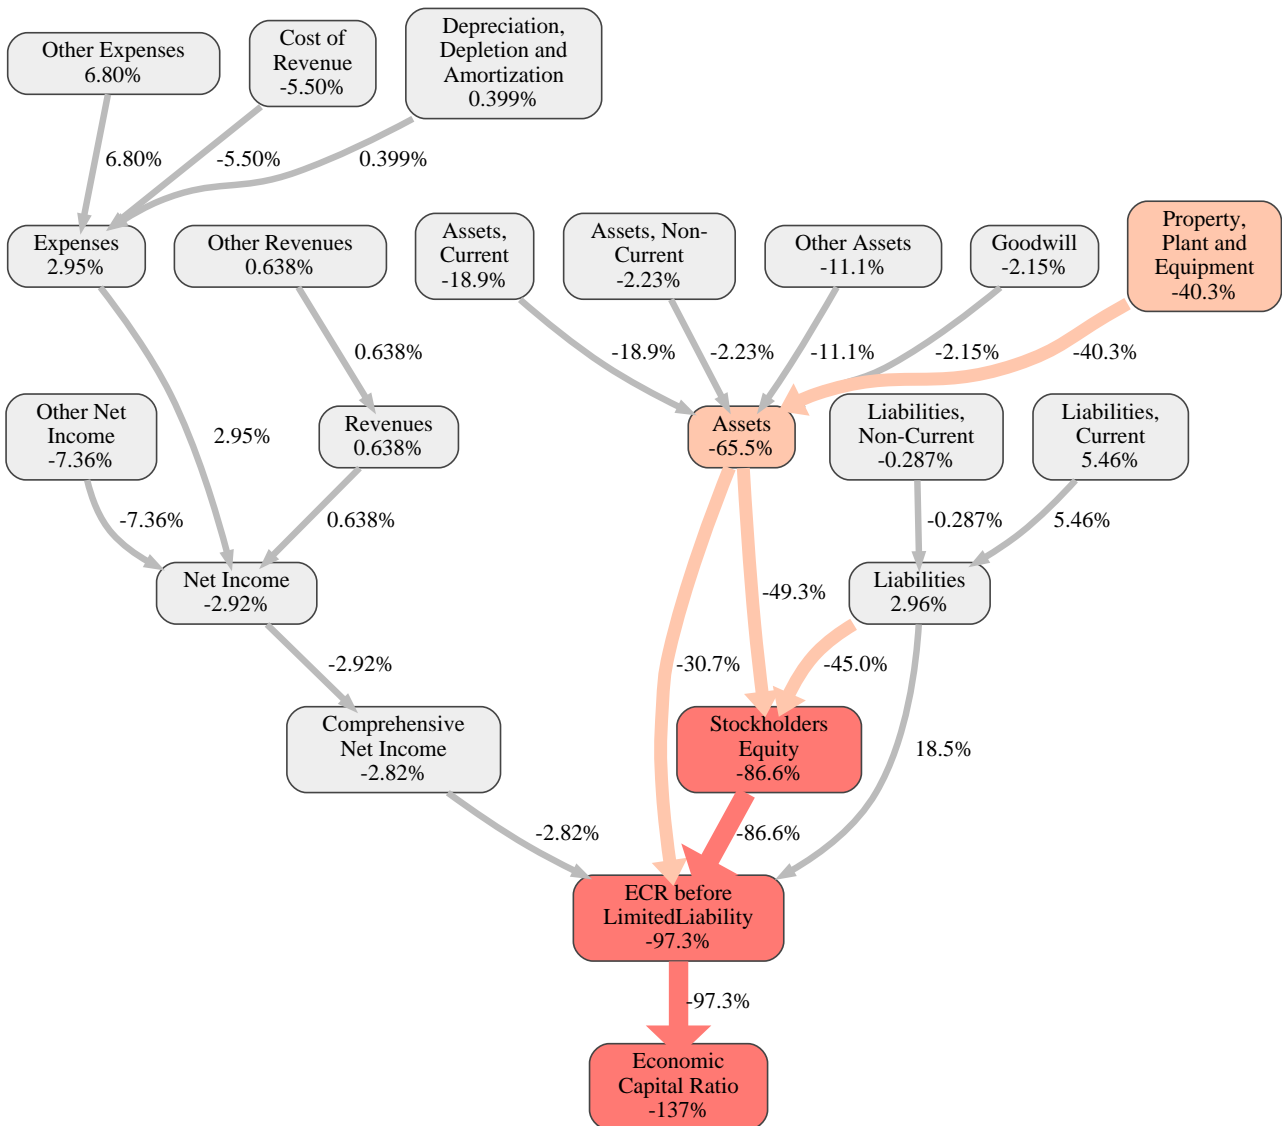 Other Expenses
6.80%
Cost of
Revenue
-5.50%
Depreciation,
Depletion and
Amortization
0.399%
6.80%
-5.50%
0.399%
Expenses
2.95%
Other Revenues
0.638%
Assets,
Current
-18.9%
Assets, Non-
Current
-2.23%
Other Assets
-11.1%
Goodwill
-2.15%
Property,
Plant and
Equipment
-40.3%
0.638%
-18.9%
-2.23%
-11.1%
-2.15%
-40.3%
Other Net
Income
-7.36%
2.95%
Revenues
0.638%
Assets
-65.5%
Liabilities,
Non-Current
-0.287%
Liabilities,
Current
5.46%
-7.36%
0.638%
-0.287%
5.46%
Net Income
-2.92%
-49.3%
Liabilities
2.96%
-2.92%
-30.7%
-45.0%
Comprehensive
Net Income
-2.82%
Stockholders
Equity
-86.6%
18.5%
-2.82%
-86.6%
ECR before
LimitedLiability
-97.3%
-97.3%
Economic
Capital Ratio
-137%